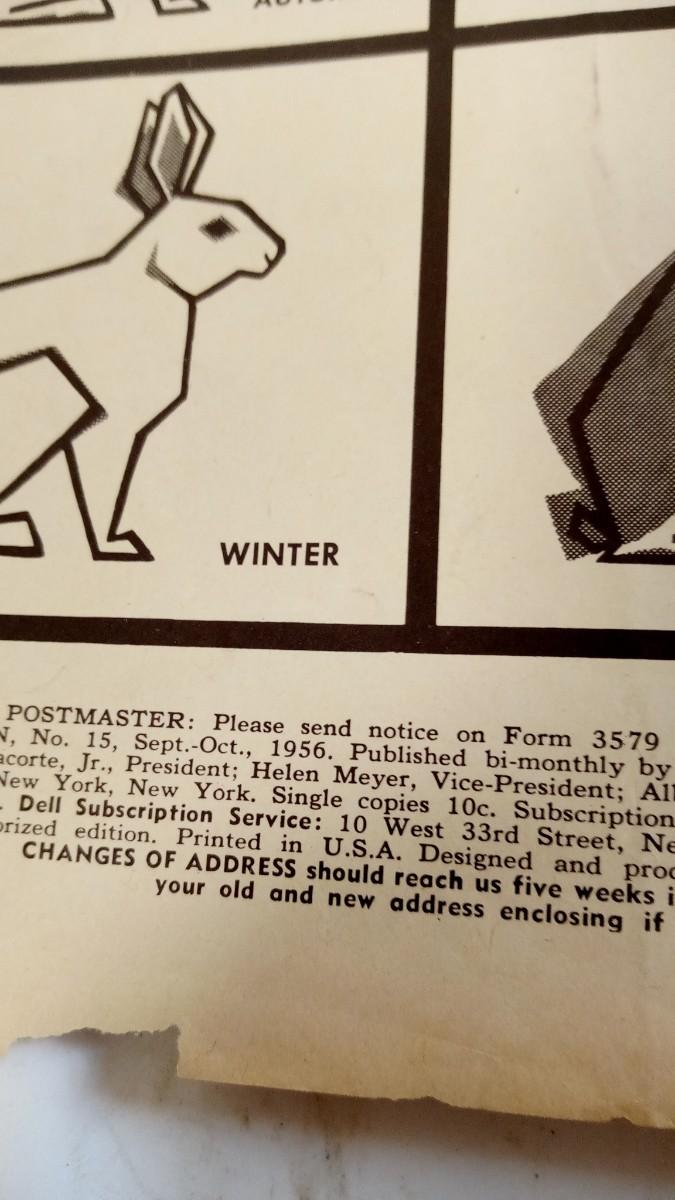 WINTER
POSTMASTER: Please send notice on Form 3579
N, No. 15, Sept.-Oct., 1956. Published bi-monthly by
acorte, Jr., President; Helen Meyer, Vice-President; All
New York, New York. Single copies 10c. Subscription
. Dell Subscription Service: 10 West 33rd Street, Ne
orized edition. Printed in U.S.A. Designed and proc
CHANGES OF ADDRESS should reach us five weeks i
your old and new address enclosing if